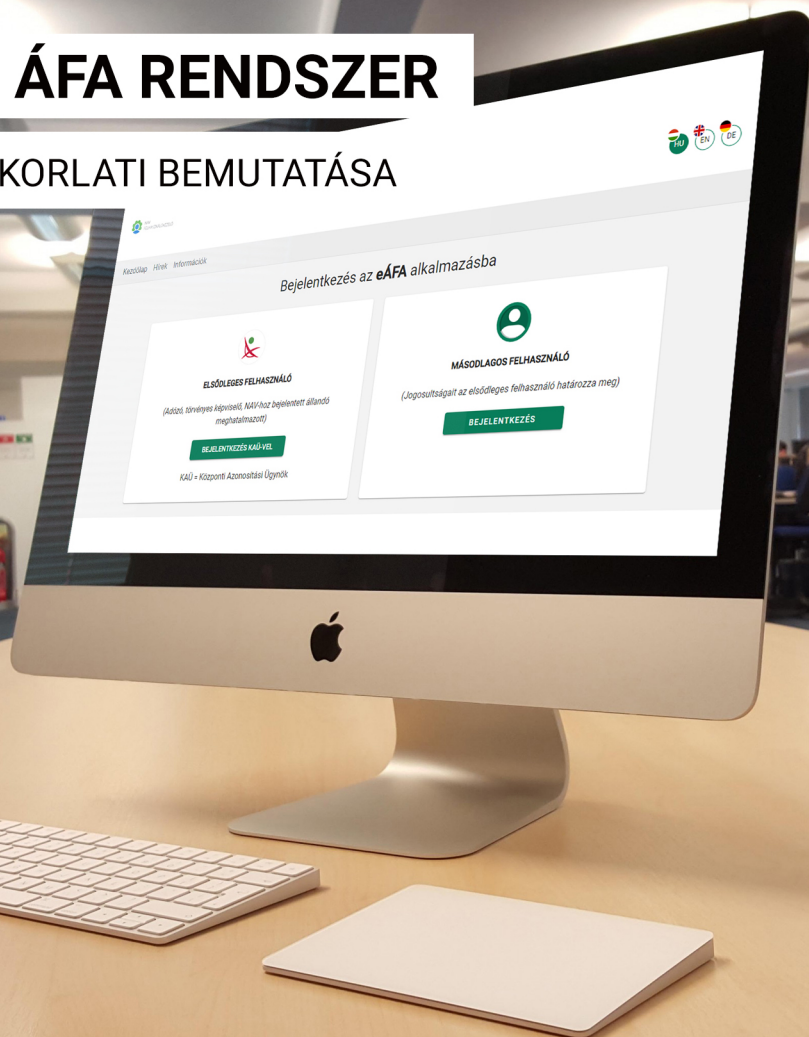 ÁFA RENDSZER
KORLATI BEMUTATÁSA
HU
EN
DE
Kezdőlap Hírek Információk
Bejelentkezés az eÁFA alkalmazásba
ELSŐDLEGES FELHASZNÁLÓ
(Adózó, törvényes képviselő, NAV-hoz bejelentett állandó
meghatalmazott)
BEJELENTKEZÉS KAÜ-VEL
KAÜ = Központi Azonosítási Ügynök
MÁSODLAGOS FELHASZNÁLÓ
(Jogosultságait az elsődleges felhasználó határozza meg)
BEJELENTKEZÉS